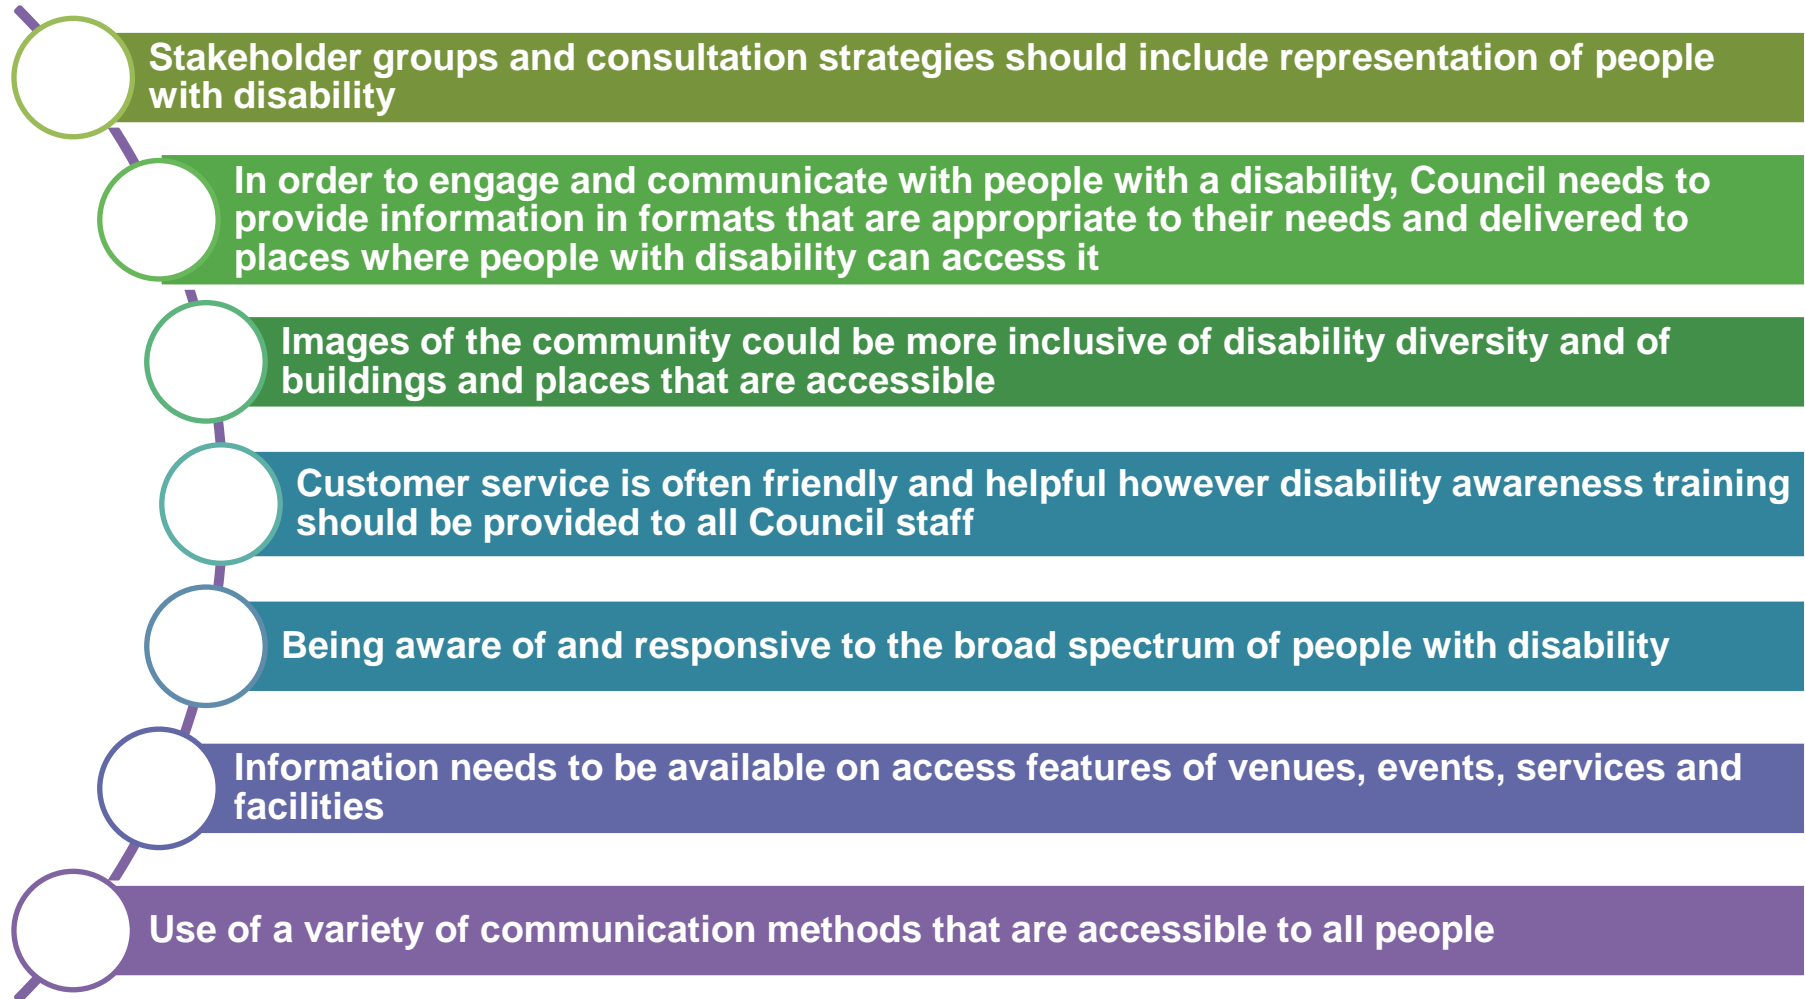 Stakeholder groups and consultation strategies should include representation of people
with disability
In order to engage and communicate with people with a disability, Council needs to
provide information in formats that are appropriate to their needs and delivered to
places where people with disability can access it
Images of the community could be more inclusive of disability diversity and of
buildings and places that are accessible
Customer service is often friendly and helpful however disability awareness training
should be provided to all Council staff
Being aware of and responsive to the broad spectrum of people with disability
Information needs to be available on access features of venues, events, services and
facilities
Use of a variety of communication methods that are accessible to all people